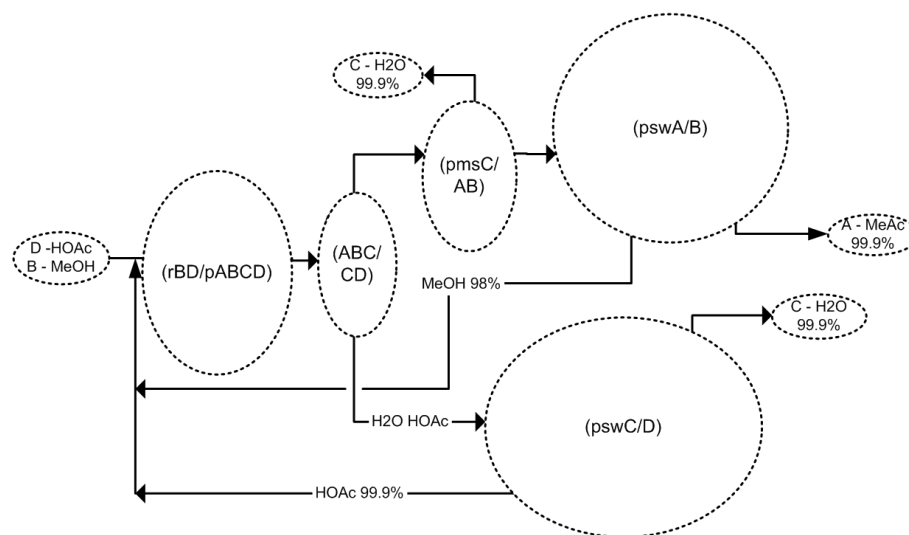 C - H2O
99.9%
(pswA/B)
(pmsC/
AB)
D -HOAc
B - MeOH
(rBD/pABCD)
(ABC/
CD)
A - MeAc
99.9%
MeOH 98%
C - H2O
99.9%
H2O HOAc
(pswC/D)
HOAc 99.9%